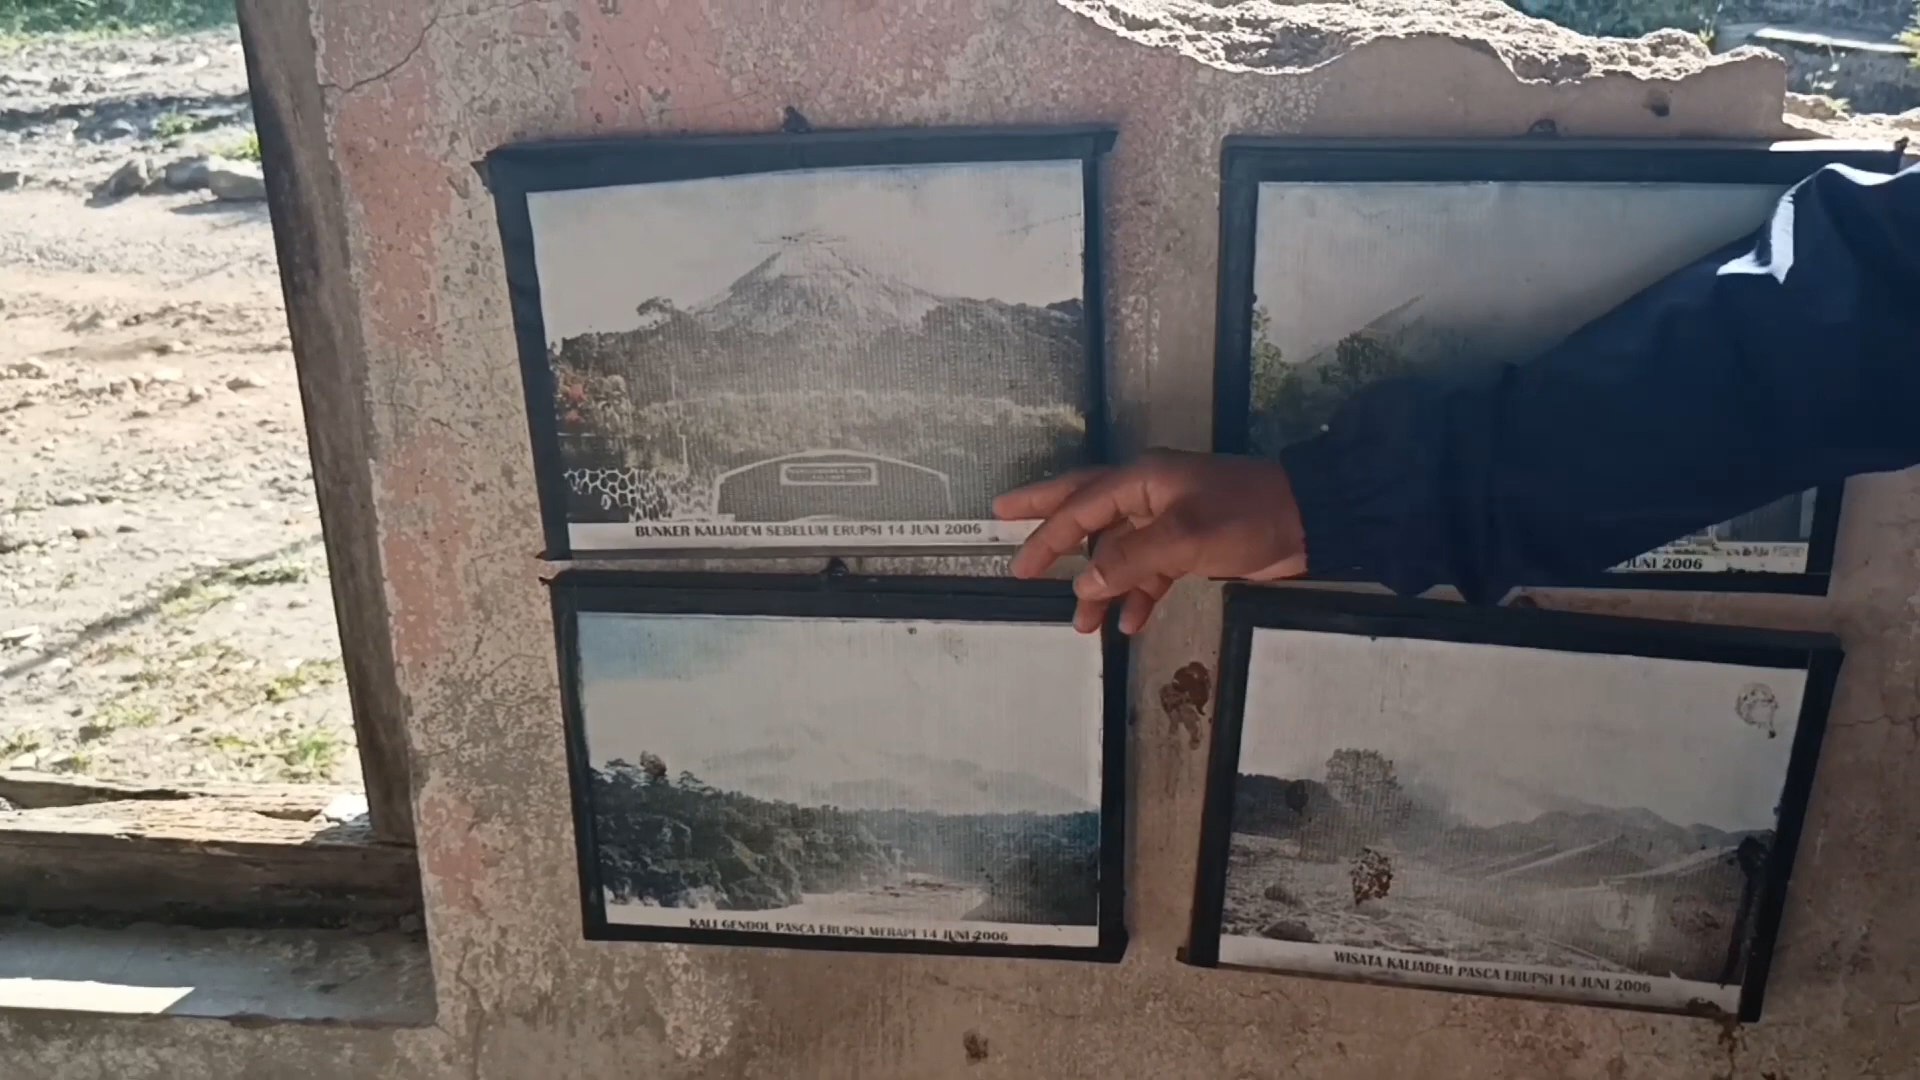 BUNKER KALIADEM SEBELUM ERUPSI 14 JUNI 2006
JUNI 2006
KALI GENDOL PASCA ERUPSI MERAPI 14 JUNI 2006
WISATA KALIADEM PASCA ERUPSI 14 JUNI 2006